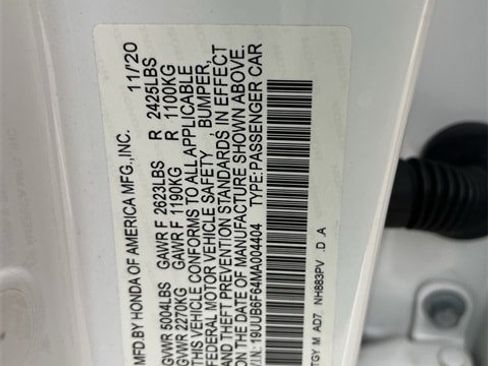 MFD.BY HONDA OF AMERICA MFG.,INC. 11/'20
GVWR 5004LBS GAWR F 2623LBS R 2425LBS
GVWR 2270KG GAWR F 1190KG R 1100KG
THIS VEHICLE CONFORMS TO ALL APPLICABLE
FEDERAL MOTOR VEHICLE SAFETY , BUMPER,
AND THEFT PREVENTION STANDARDS IN EFFECT
ON THE DATE OF MANUFACTURE SHOWN ABOVE.
V.I.N: 19UUB6F64MA004404 TYPE:PASSENGER CAR
TGY M AD7 NH883PV .D .A